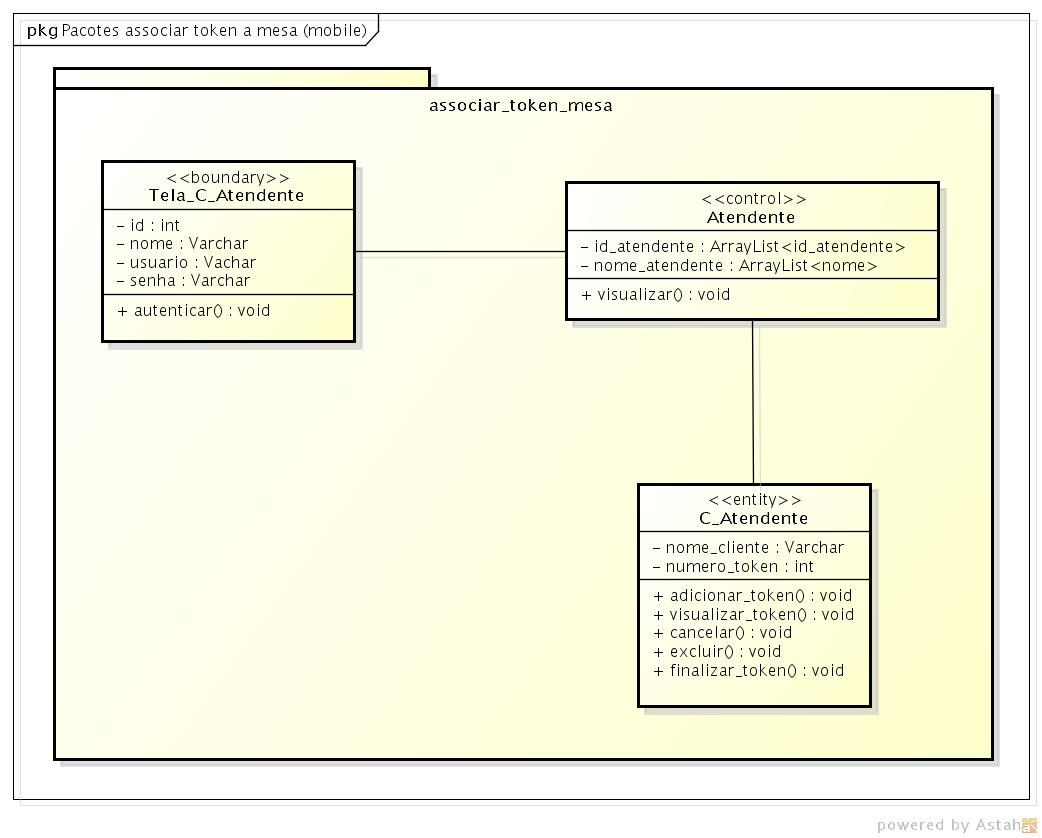 pkg Pacotes associar token a mesa (mobile)
associar_token_mesa
<<boundary>>
Tela_C_Atendente
- id : int
- nome : Varchar
- usuario : Vachar
- senha : Varchar
+ autenticar() : void
<<control>>
Atendente
- id_atendente : ArrayList<id_atendente>
- nome_atendente : ArrayList<nome>
+ visualizar() : void
<<entity>>
C_Atendente
- nome_cliente : Varchar
- numero_token : int
+ adicionar_token() : void
+ visualizar_token() : void
+ cancelar() : void
+ excluir() : void
+ finalizar_token() : void
powered by Astah